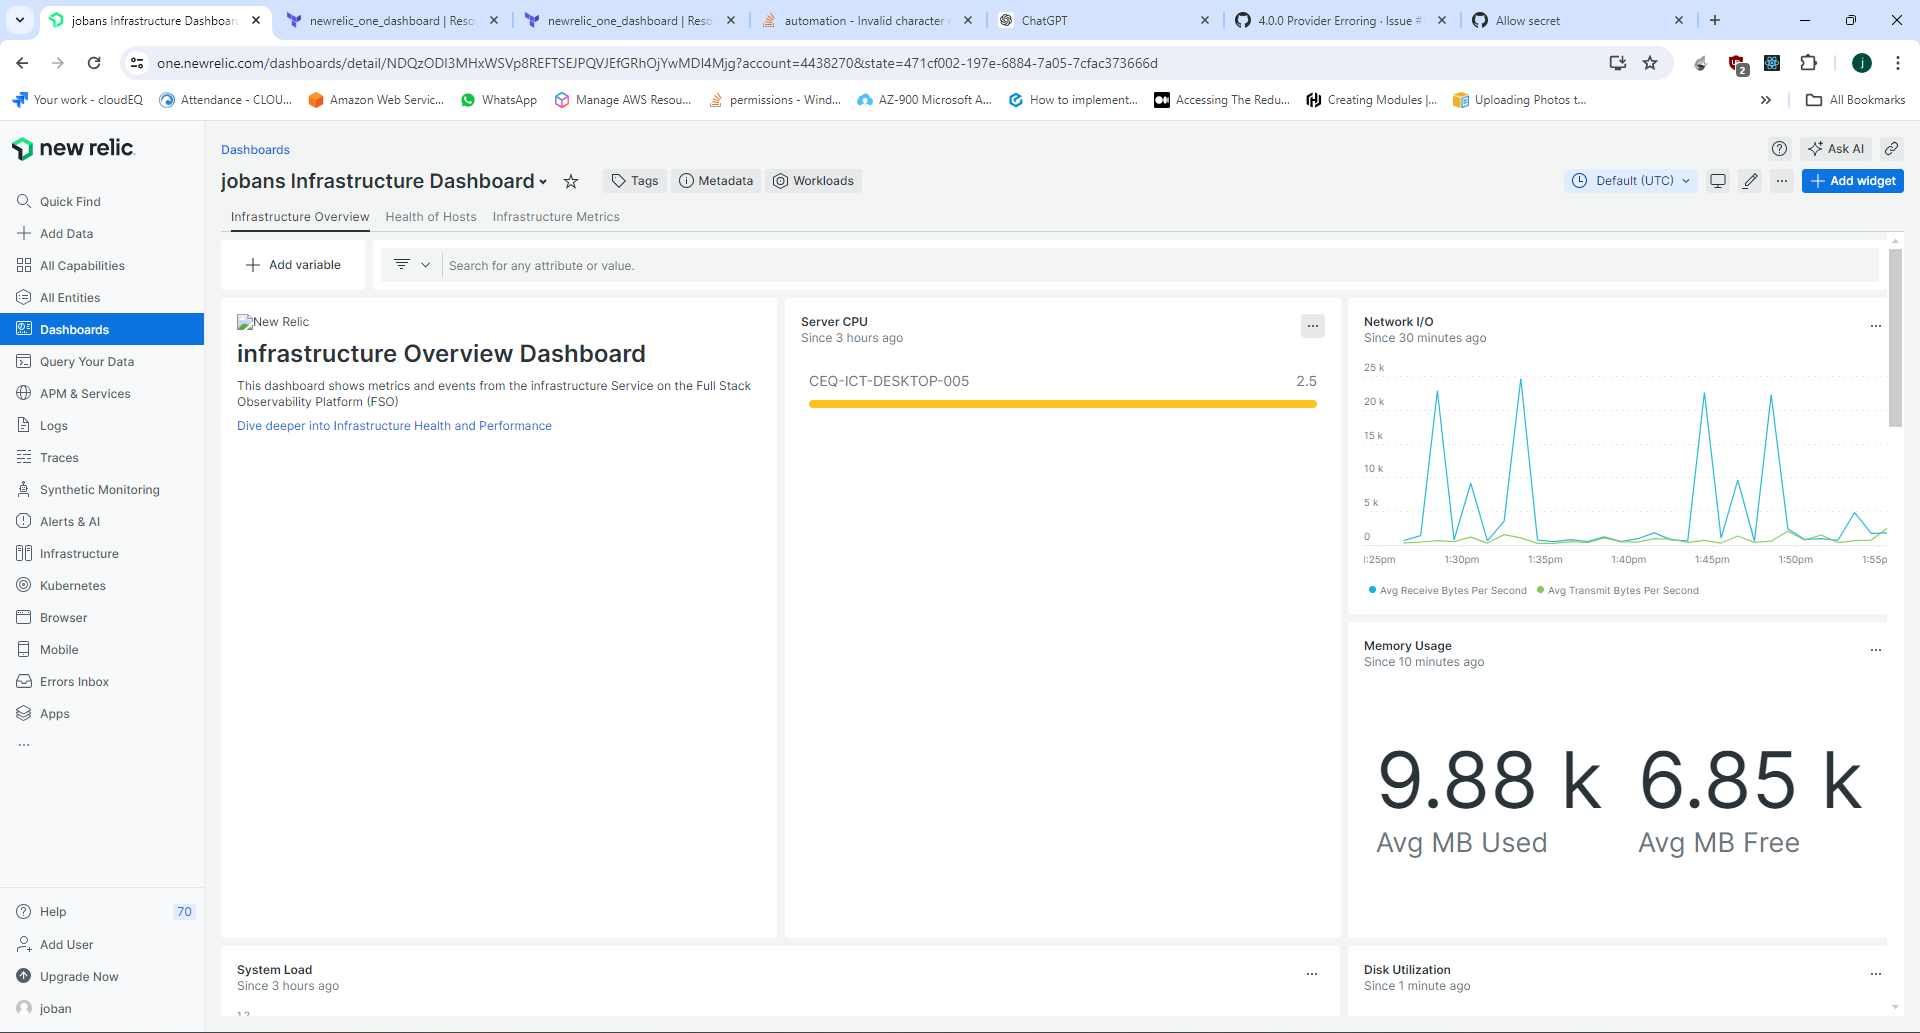 jobans Infrastructure Dashboar
newrelic_one_dashboard | Reso
newrelic_one_dashboard | Reso
automation - Invalid character
ChatGPT
4.0.0 Provider Erroring · Issue #
Allow secret
one.newrelic.com/dashboards/detail/NDQzODI3MHxWSVp8REFTSEJPQVJEfGRhOjYwMDI4Mjg?account=4438270&state=471cf002-197e-6884-7a05-7cfac373666d
2
j
Your work - cloudEQ
Attendance - CLOU...
Amazon Web Servic...
WhatsApp
Manage AWS Resou...
permissions - Wind...
AZ-900 Microsoft A...
How to implement...
Accessing The Redu...
Creating Modules |...
Uploading Photos t...
All Bookmarks
new relic.
Quick Find
Add Data
All Capabilities
All Entities
Dashboards
Query Your Data
APM & Services
Logs
Traces
Synthetic Monitoring
Alerts & AI
Infrastructure
Kubernetes
Browser
Mobile
Errors Inbox
Apps
...
Help 70
Add User
Upgrade Now
joban
Dashboards
Ask AI
jobans Infrastructure Dashboard
Tags
Metadata
Workloads
Default (UTC)
...
Add widget
Infrastructure Overview
Health of Hosts
Infrastructure Metrics
Add variable
Search for any attribute or value.
New Relic
infrastructure Overview Dashboard
This dashboard shows metrics and events from the infrastructure Service on the Full Stack
Observability Platform (FSO)
Dive deeper into Infrastructure Health and Performance
Server CPU
Since 3 hours ago
...
CEQ-ICT-DESKTOP-005 2.5
Network I/O
Since 30 minutes ago
...
25 k
20 k
15 k
10 k
5 k
0
1:25pm 1:30pm 1:35pm 1:40pm 1:45pm 1:50pm 1:55p
Avg Receive Bytes Per Second Avg Transmit Bytes Per Second
Memory Usage
Since 10 minutes ago
...
9.88 k 6.85 k
Avg MB Used Avg MB Free
System Load
Since 3 hours ago
...
1.2
Disk Utilization
Since 1 minute ago
...